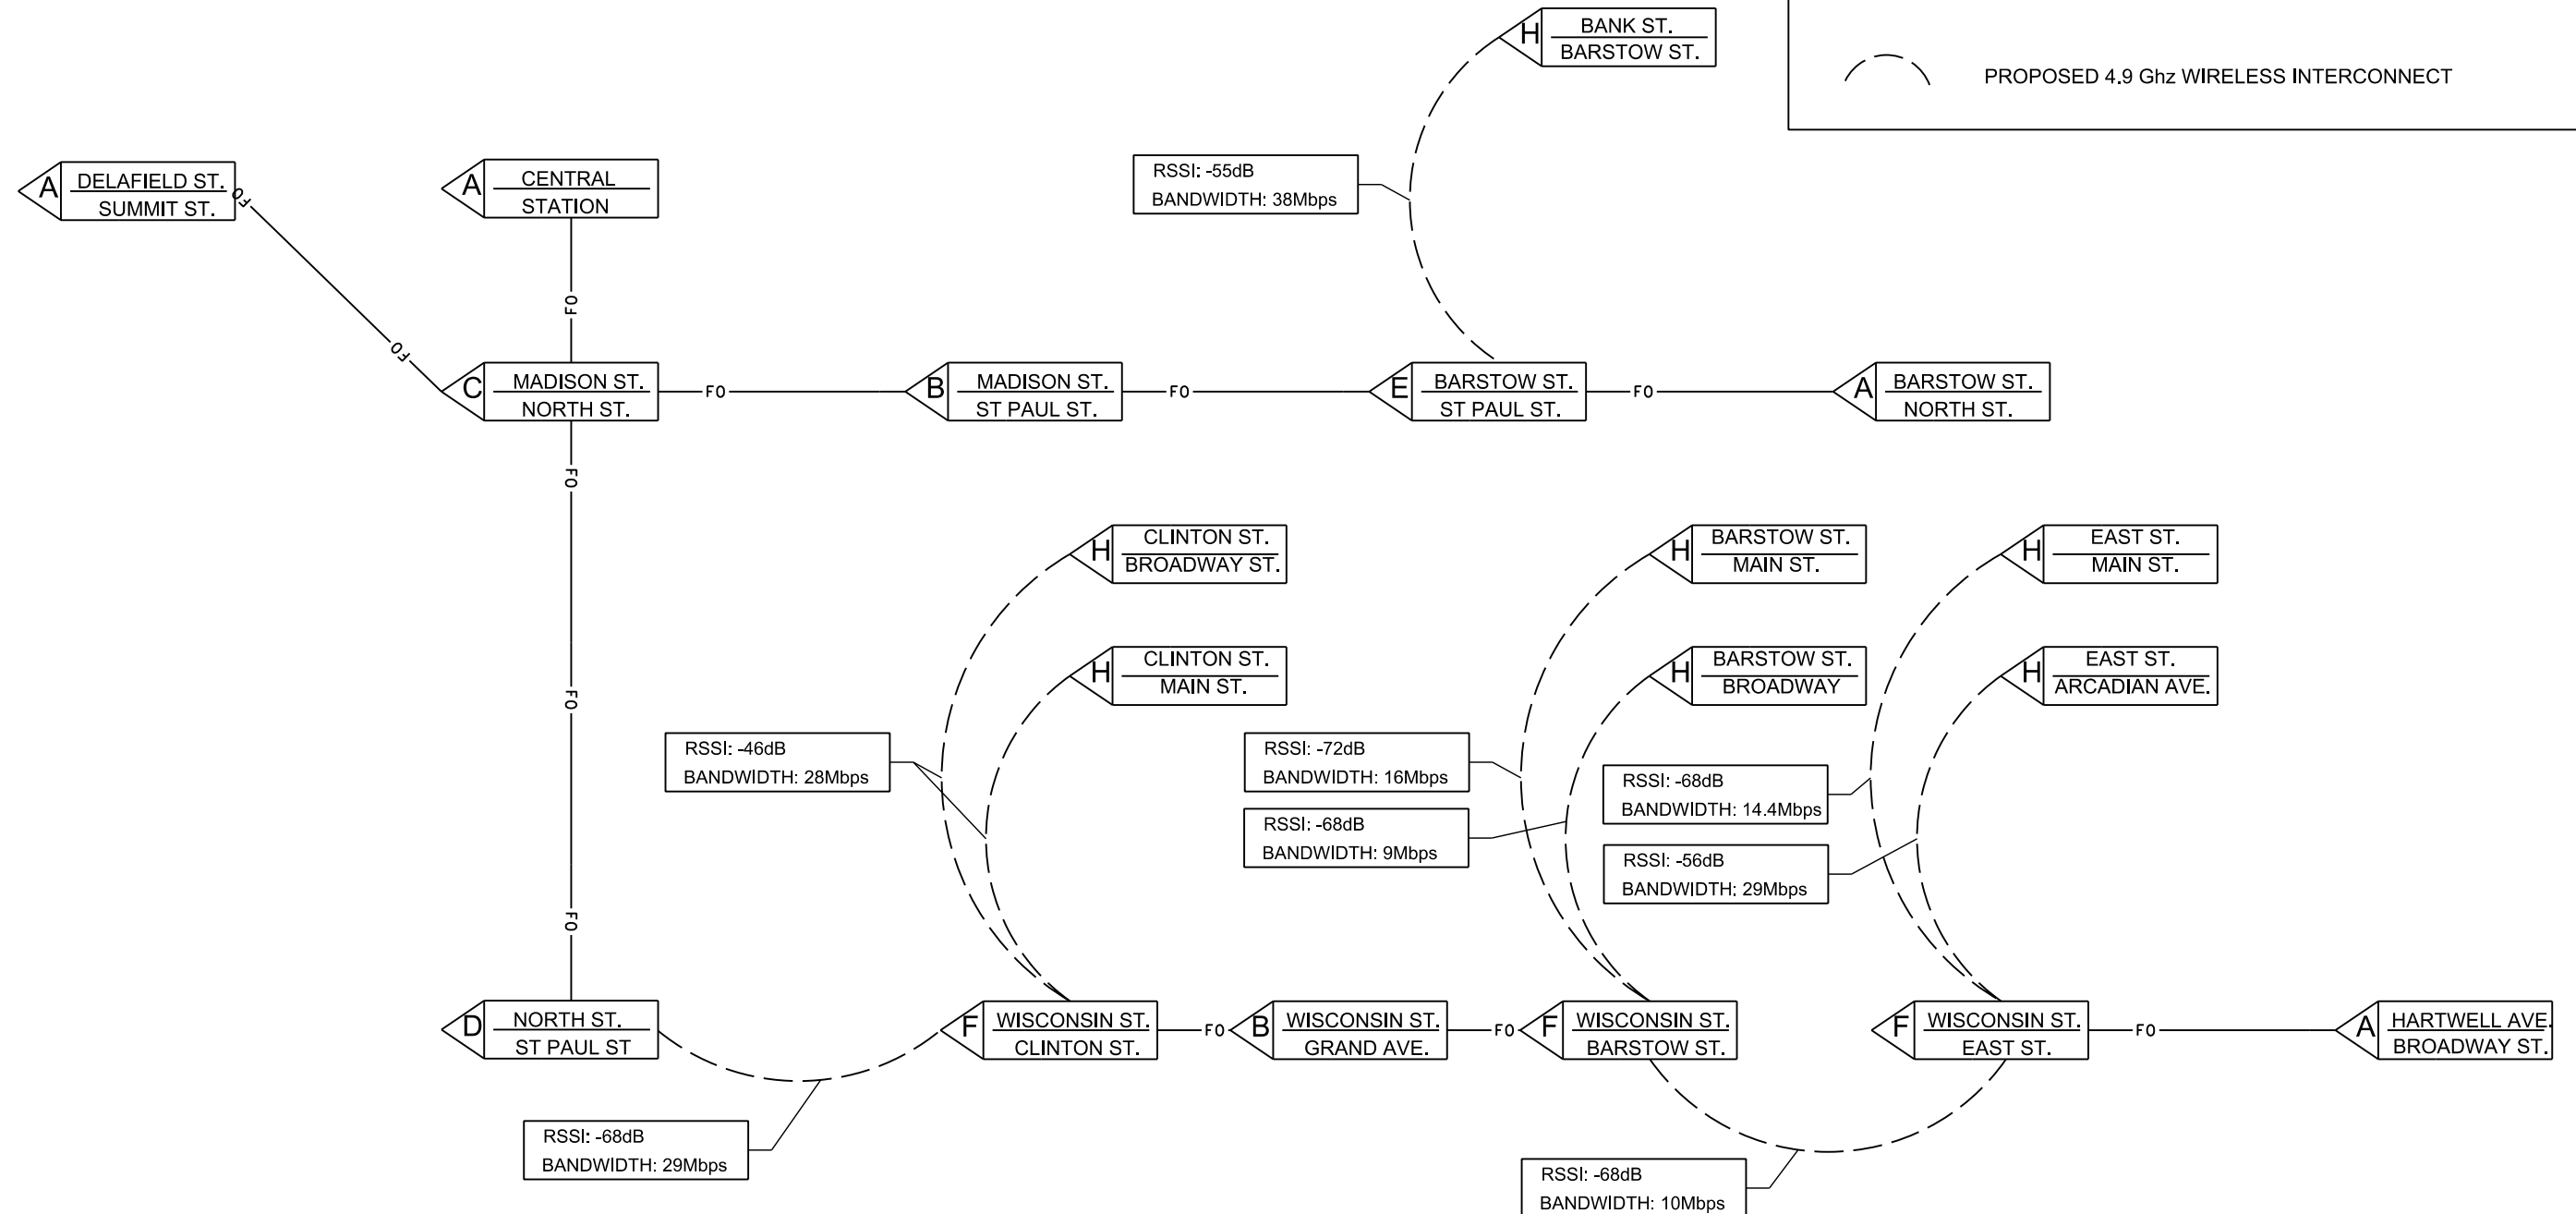 H
BANK ST.
BARSTOW ST.
PROPOSED 4.9 Ghz WIRELESS INTERCONNECT
A
DELAFIELD ST.
SUMMIT ST.
FO
FO
A
CENTRAL
STATION
FO
RSSI: -55dB
BANDWIDTH: 38Mbps
C
MADISON ST.
NORTH ST.
FO
B
MADISON ST.
ST PAUL ST.
FO
E
BARSTOW ST.
ST PAUL ST.
FO
A
BARSTOW ST.
NORTH ST.
FO
FO
FO
H
CLINTON ST.
BROADWAY ST.
H
BARSTOW ST.
MAIN ST.
H
EAST ST.
MAIN ST.
H
CLINTON ST.
MAIN ST.
H
BARSTOW ST.
BROADWAY
H
EAST ST.
ARCADIAN AVE.
RSSI: -46dB
BANDWIDTH: 28Mbps
RSSI: -72dB
BANDWIDTH: 16Mbps
RSSI: -68dB
BANDWIDTH: 14.4Mbps
RSSI: -68dB
BANDWIDTH: 9Mbps
RSSI: -56dB
BANDWIDTH: 29Mbps
D
NORTH ST.
ST PAUL ST
F
WISCONSIN ST.
CLINTON ST.
FO
B
WISCONSIN ST.
GRAND AVE.
FO
F
WISCONSIN ST.
BARSTOW ST.
F
WISCONSIN ST.
EAST ST.
FO
A
HARTWELL AVE.
BROADWAY ST.
RSSI: -68dB
BANDWIDTH: 29Mbps
RSSI: -68dB
BANDWIDTH: 10Mbps